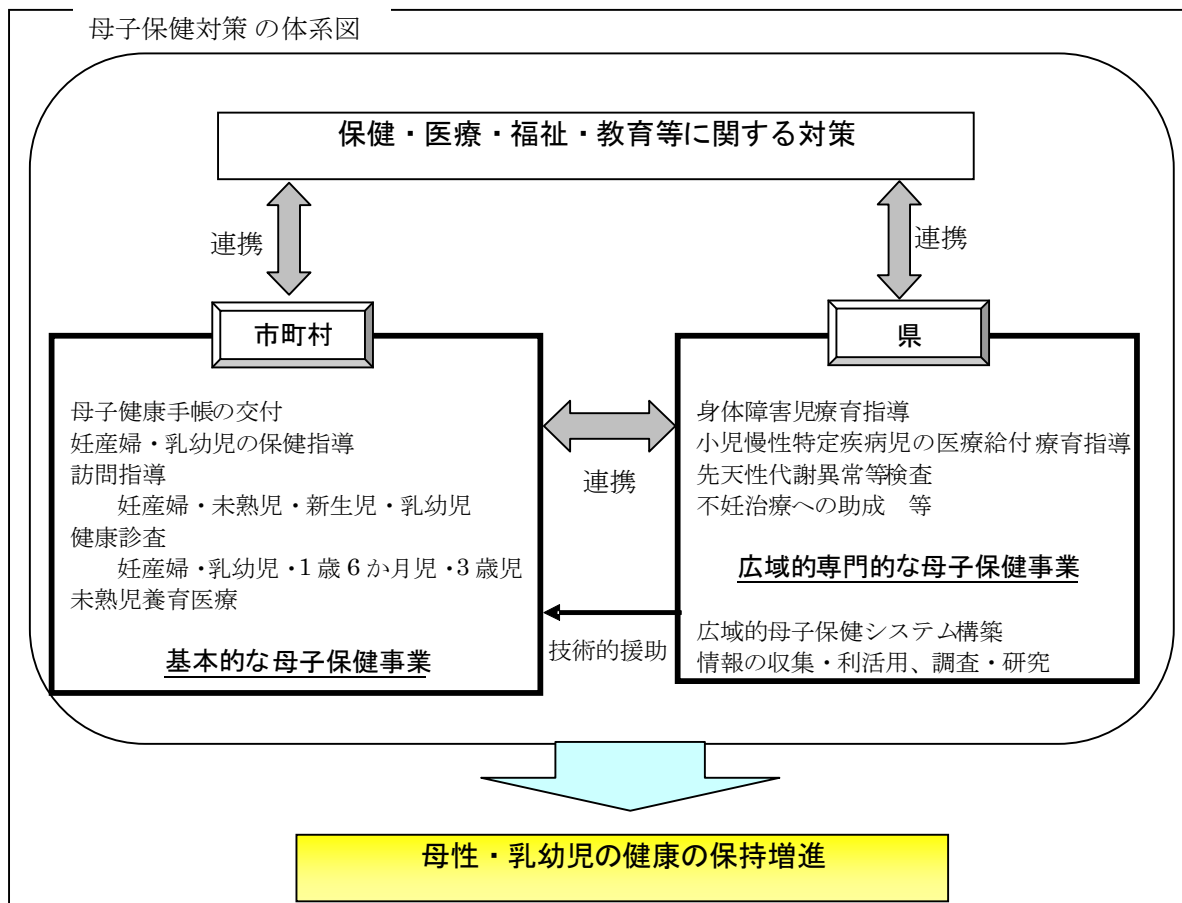 母子保健対策の体系図
保健・医療・福祉・教育等に関する対策
連携
連携
市町村
母子健康手帳の交付
妊産婦・乳幼児の保健指導
訪問指導
妊産婦・未熟児・新生児・乳幼児
健康診査
妊産婦・乳幼児・1歳6か月児・3歳児
未熟児養育医療
基本的な母子保健事業
連携
技術的援助
県
身体障害児療育指導
小児慢性特定疾病児の医療給付療育指導
先天性代謝異常等検査
不妊治療への助成　等
広域的専門的な母子保健事業
広域的母子保健システム構築
情報の収集・利活用、調査・研究
母性・乳幼児の健康の保持増進